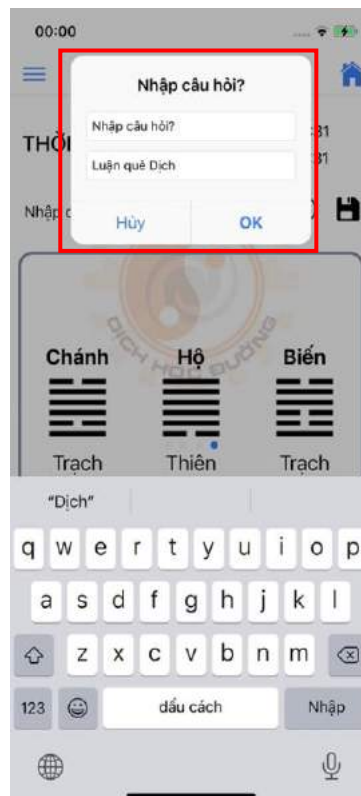 00:00
Nhập câu hỏi?
THỜI
:31
Nhập câu hỏi?
:31
Luận quẻ Dịch
Nhập c
Hủy
OK
DỊCH HỌC ĐƯỜNG
Chánh
Hộ
Biến
Trạch
Thiên
Trạch
"Dịch"
q w e r t y u i o p
a s d f g h j k l
z x c v b n m
123
dấu cách
Nhập